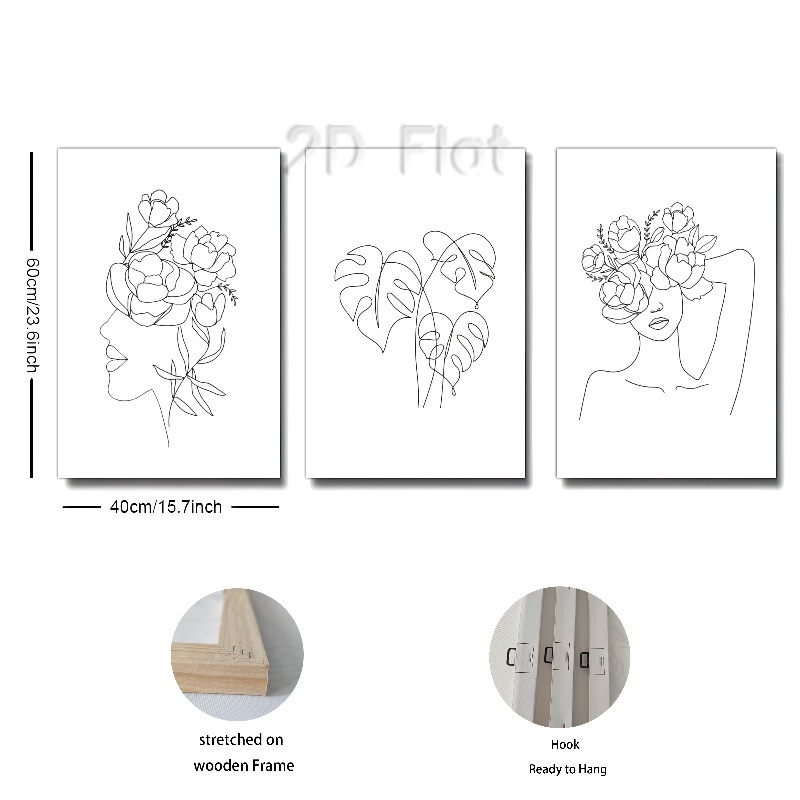 2D Flat
60cm/23.6inch
40cm/15.7inch
stretched on
wooden Frame
Hook
Ready to Hang